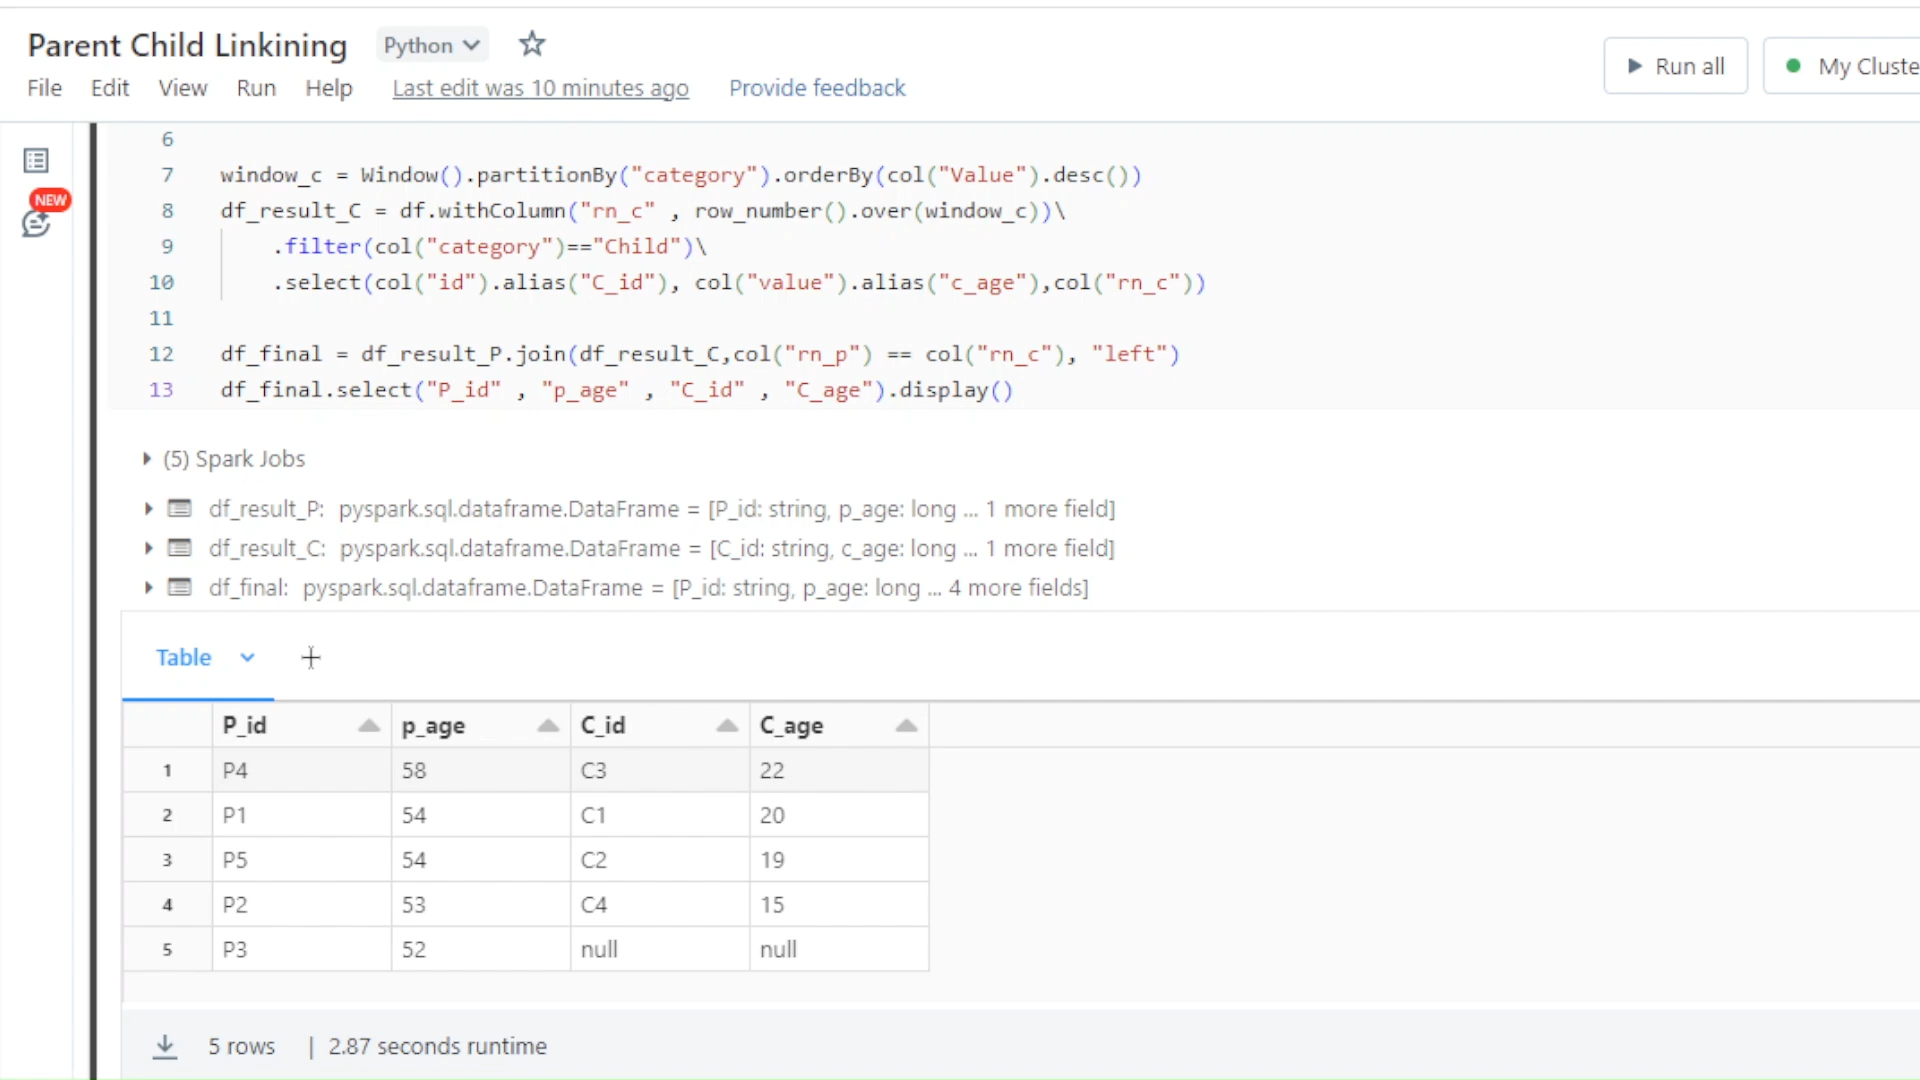 Parent Child Linkining Python
File Edit View Run Help Last edit was 10 minutes ago Provide feedback
Run all
My Cluste
NEW
6
7 window_c = Window().partitionBy("category").orderBy(col("Value").desc())
8 df_result_C = df.withColumn("rn_c" , row_number().over(window_c))\
9 .filter(col("category")=="Child")\
10 .select(col("id").alias("C_id"), col("value").alias("c_age"),col("rn_c"))
11
12 df_final = df_result_P.join(df_result_C,col("rn_p") == col("rn_c"), "left")
13 df_final.select("P_id" , "p_age" , "C_id" , "C_age").display()
(5) Spark Jobs
df_result_P: pyspark.sql.dataframe.DataFrame = [P_id: string, p_age: long ... 1 more field]
df_result_C: pyspark.sql.dataframe.DataFrame = [C_id: string, c_age: long ... 1 more field]
df_final: pyspark.sql.dataframe.DataFrame = [P_id: string, p_age: long ... 4 more fields]
Table +
P_id p_age C_id C_age
1 P4 58 C3 22
2 P1 54 C1 20
3 P5 54 C2 19
4 P2 53 C4 15
5 P3 52 null null
5 rows | 2.87 seconds runtime